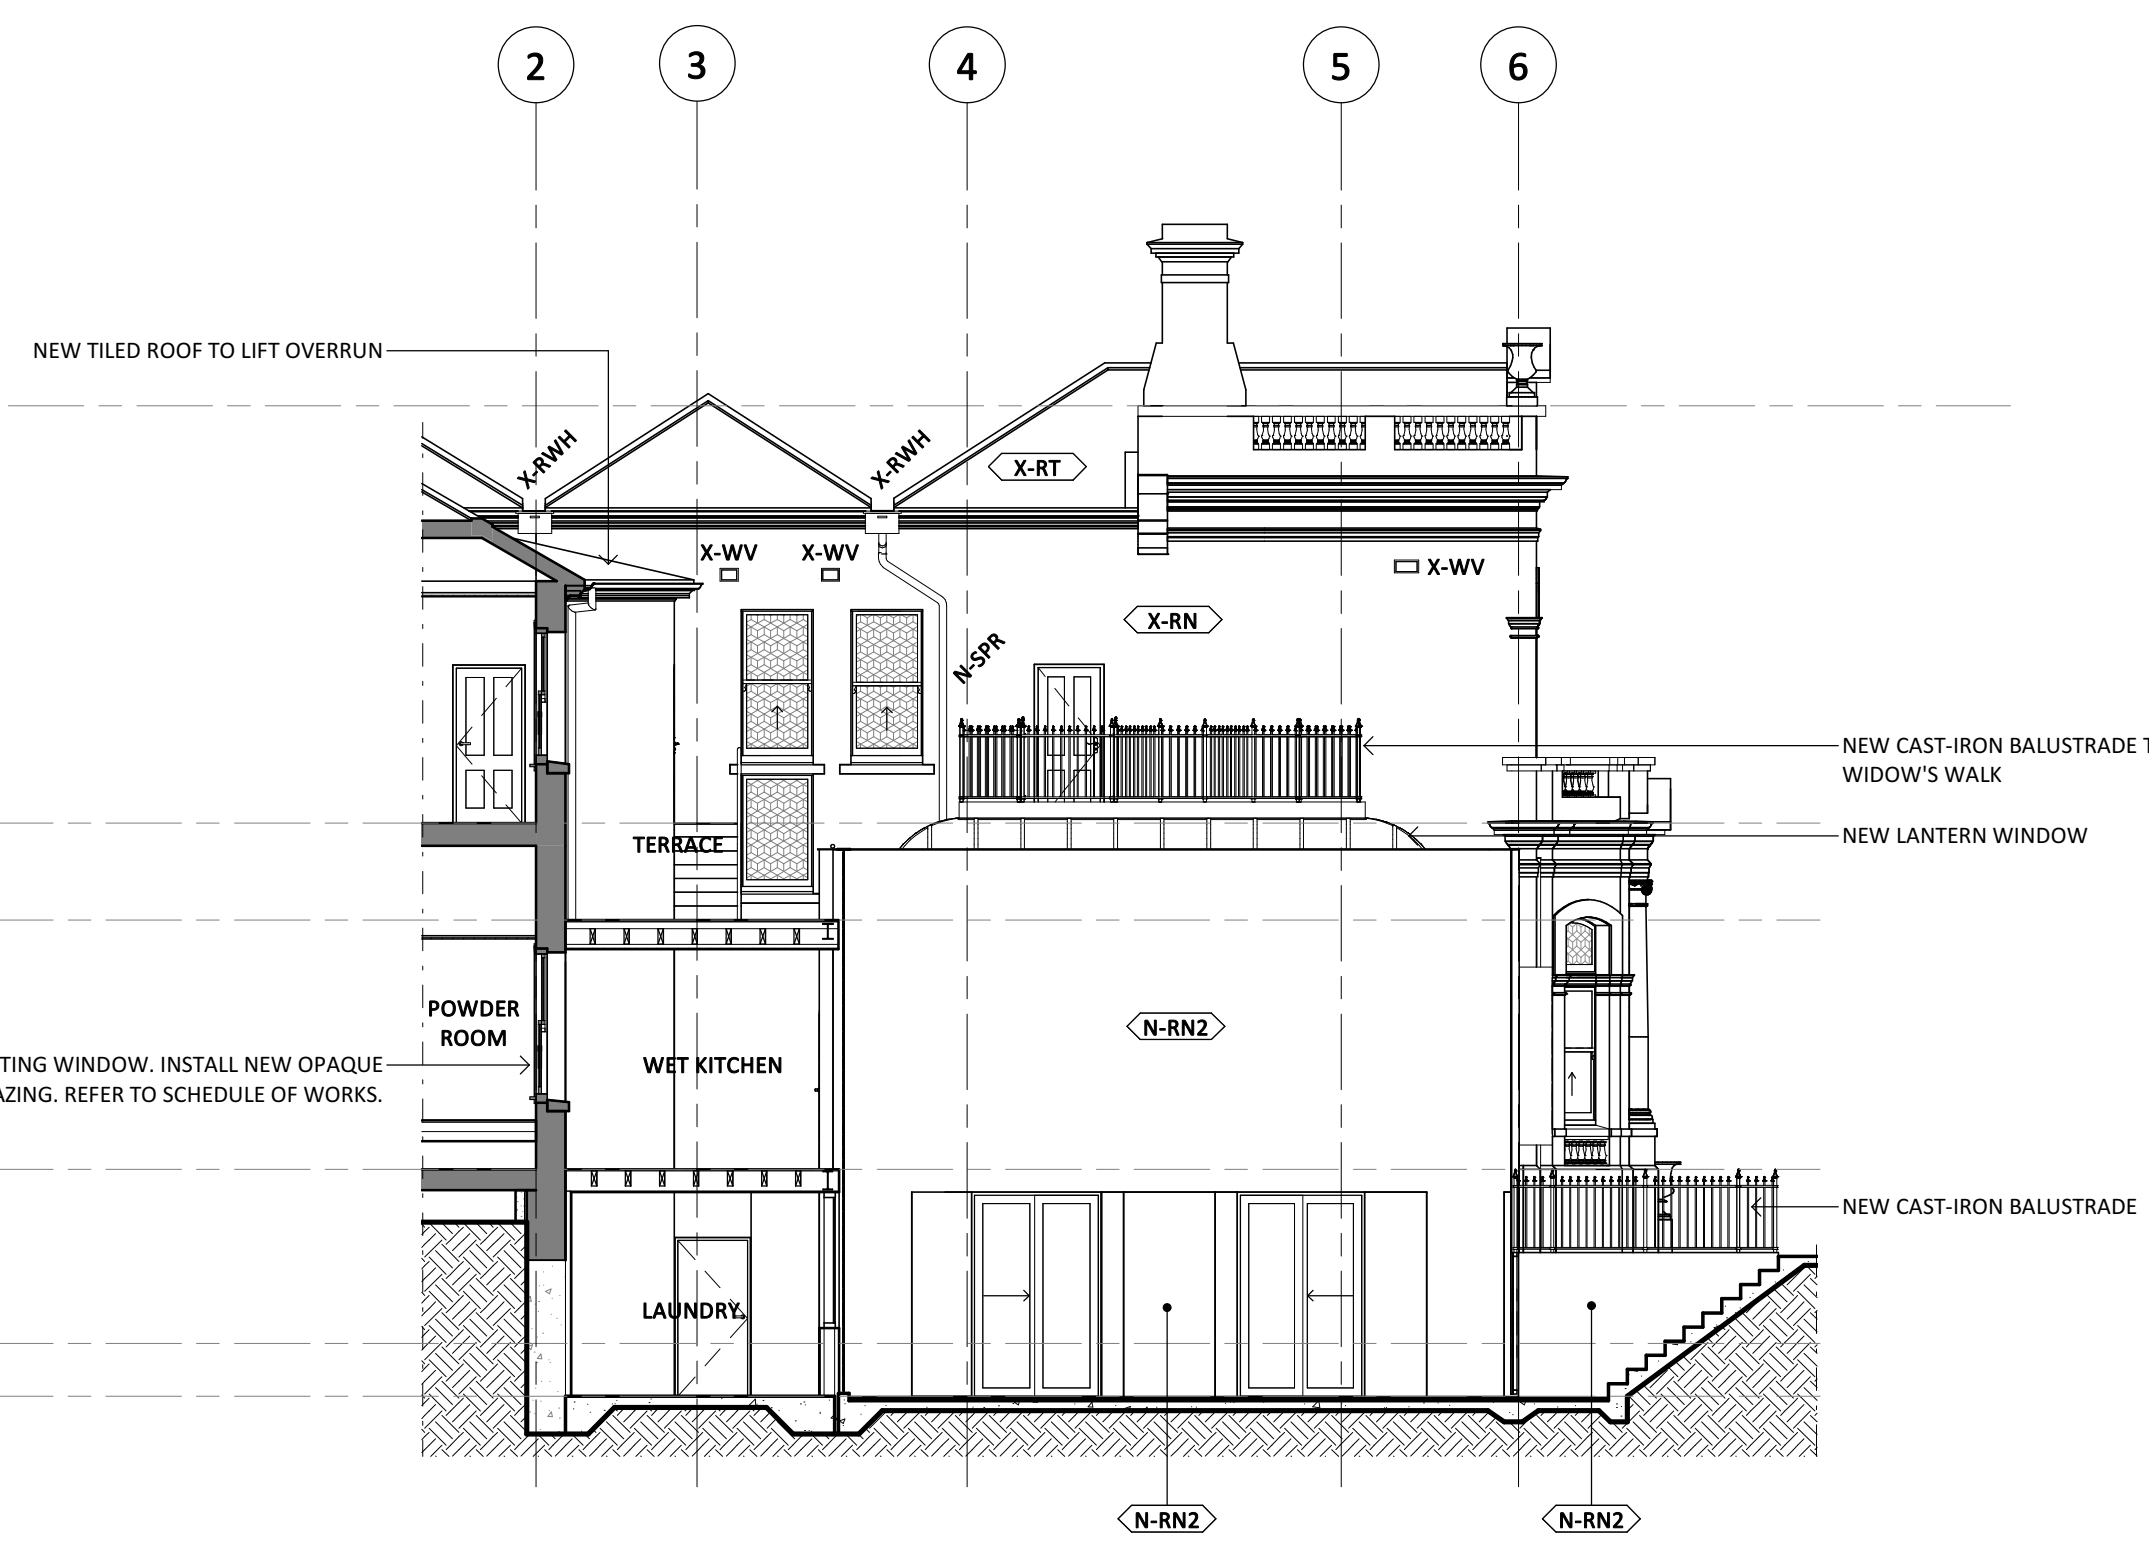 2
3
4
5
6
NEW TILED ROOF TO LIFT OVERRUN
X-RWH
X-RWH
X-RT
X-WV
X-WV
X-WV
X-RN
N-SPR
NEW CAST-IRON BALUSTRADE
WIDOW'S WALK
NEW LANTERN WINDOW
TERRACE
POWDER
ROOM
N-RN2
WINDOW. INSTALL NEW OPAQUE
WET KITCHEN
REFER TO SCHEDULE OF WORKS.
NEW CAST-IRON BALUSTRADE
LAUNDRY
N-RN2
N-RN2